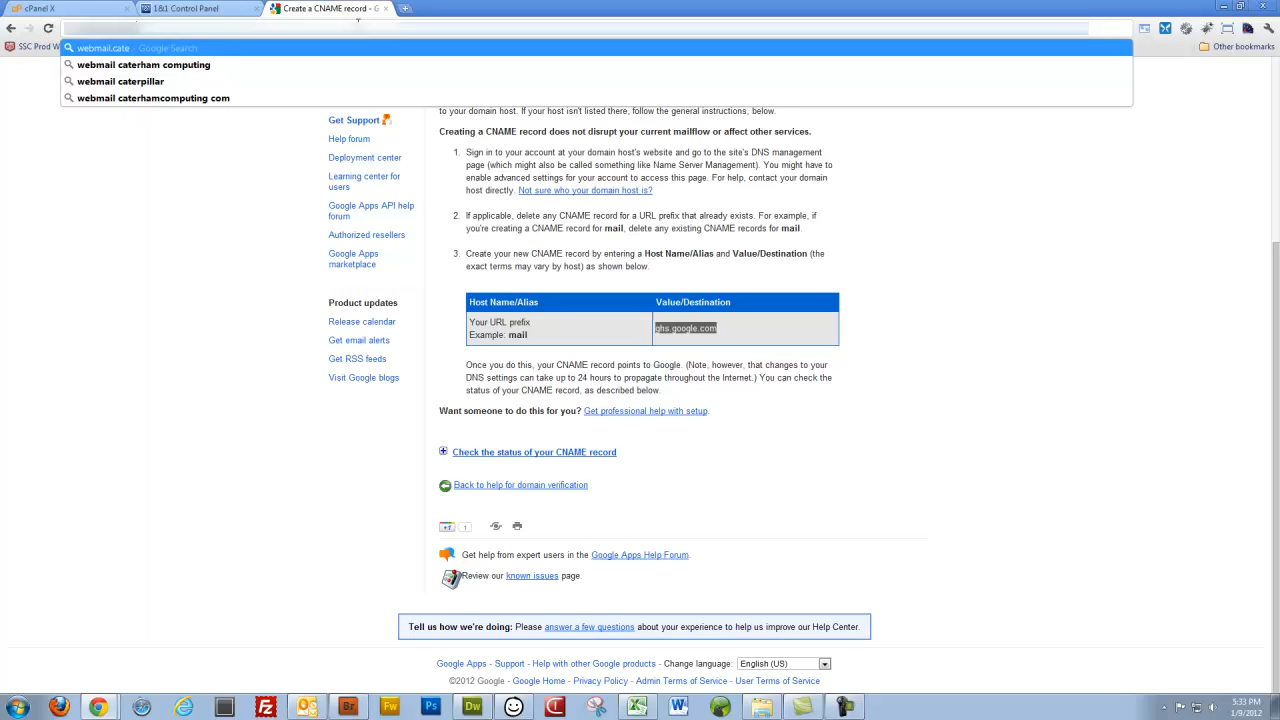 cPanel X
1&1 Control Panel
Create a CNAME record - G
SSC Prod W
Other bookmarks
webmail.cate - Google Search
webmail caterham computing
webmail caterpillar
webmail caterhamcomputing com
to your domain host. If your host isn't listed there, follow the general instructions, below.
Get Support
Help forum
Deployment center
Learning center for
users
Google Apps API help
forum
Authorized resellers
Google Apps
marketplace
Product updates
Release calendar
Get email alerts
Get RSS feeds
Visit Google blogs
Creating a CNAME record does not disrupt your current mailflow or affect other services.
1. Sign in to your account at your domain host's website and go to the site's DNS management
page (which might also be called something like Name Server Management). You might have to
enable advanced settings for your account to access this page. For help, contact your domain
host directly. Not sure who your domain host is?
2. If applicable, delete any CNAME record for a URL prefix that already exists. For example, if
you're creating a CNAME record for mail, delete any existing CNAME records for mail.
3. Create your new CNAME record by entering a Host Name/Alias and Value/Destination (the
exact terms may vary by host) as shown below.
Host Name/Alias Value/Destination
Your URL prefix
Example: mail
ghs.google.com
Once you do this, your CNAME record points to Google. (Note, however, that changes to your
DNS settings can take up to 24 hours to propagate throughout the Internet.) You can check the
status of your CNAME record, as described below.
Want someone to do this for you? Get professional help with setup.
Check the status of your CNAME record
Back to help for domain verification
+1 1
Get help from expert users in the Google Apps Help Forum.
Review our known issues page.
Tell us how we're doing: Please answer a few questions about your experience to help us improve our Help Center.
Google Apps - Support - Help with other Google products - Change language: English (US)
©2012 Google - Google Home - Privacy Policy - Admin Terms of Service - User Terms of Service
Br Fw Ps Dw
5:33 PM
1/9/2012